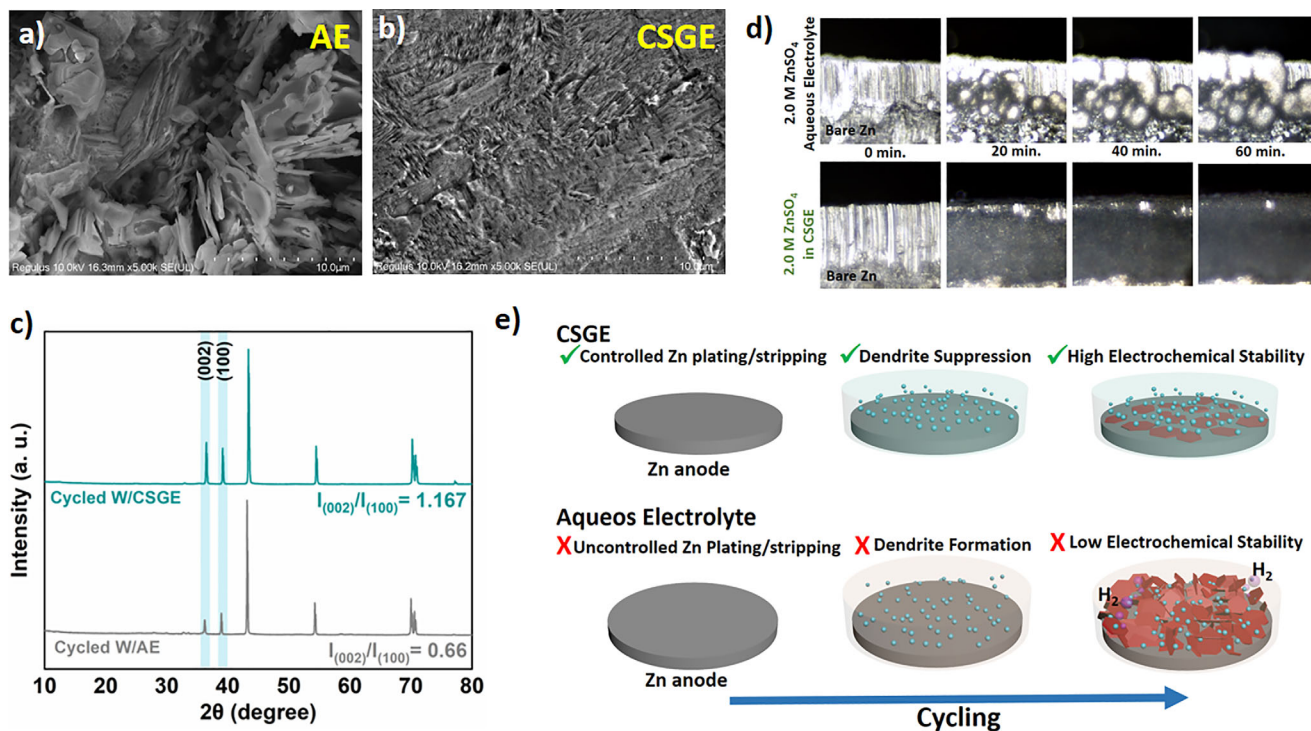 a)
AE
Regulus 10.0kV 16.3mm x5.00k SE(UL)
10.0µm
b)
CSGE
Regulus 10.0kV 16.2mm x5.00k SE(UL)
10.0µm
d)
2.0 M ZnSO4
Aqueous Electrolyte
Bare Zn
0 min.
20 min.
40 min.
60 min.
2.0 M ZnSO4
in CSGE
Bare Zn
c)
(002)
(100)
Cycled W/CSGE
I(002)/I(100)= 1.167
Cycled W/AE
I(002)/I(100)= 0.66
Intensity (a. u.)
10 20 30 40 50 60 70 80
2θ (degree)
e)
CSGE
✓Controlled Zn plating/stripping
✓Dendrite Suppression
✓High Electrochemical Stability
Zn anode
Aqueos Electrolyte
X Uncontrolled Zn Plating/stripping
X Dendrite Formation
X Low Electrochemical Stability
H2
H2
Zn anode
Cycling